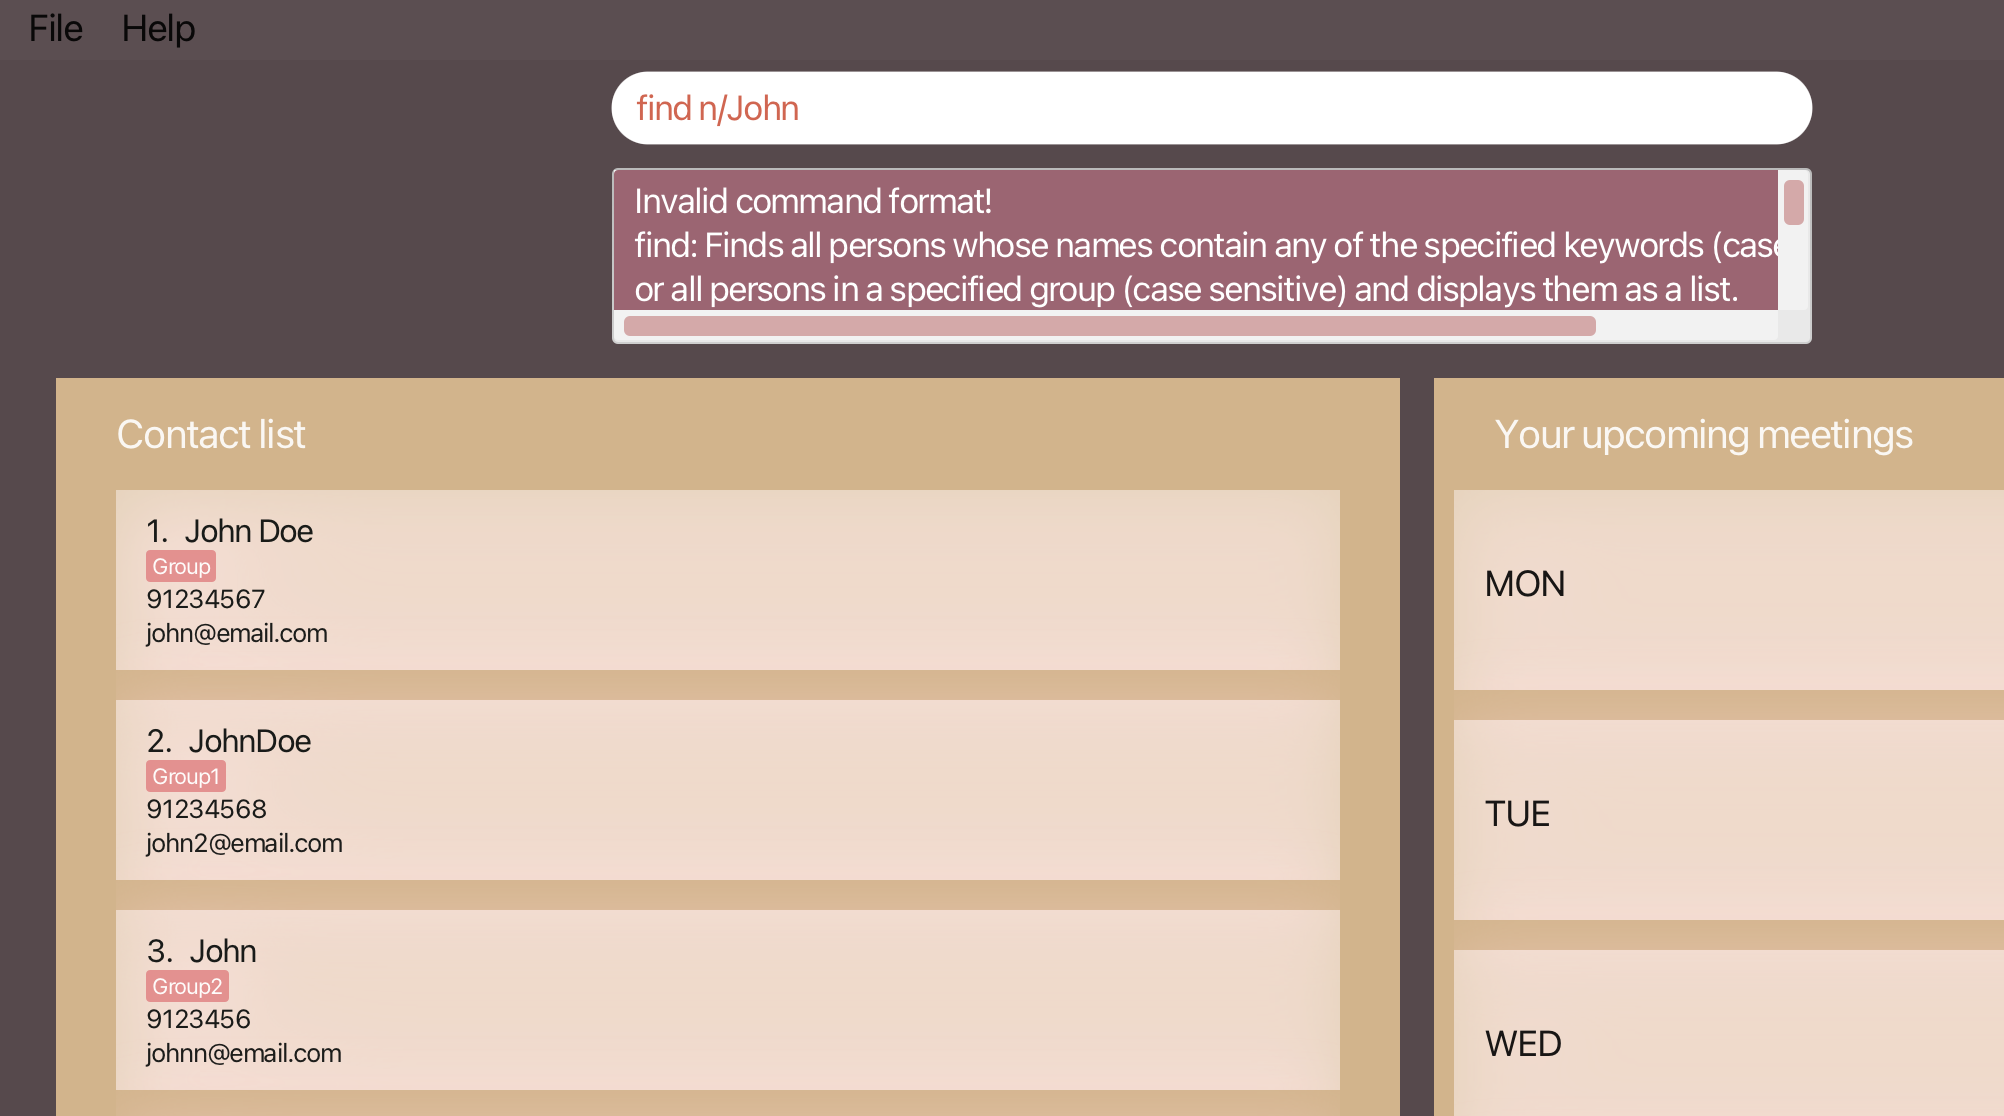 File Help
find n/John
Invalid command format!
find: Finds all persons whose names contain any of the specified keywords (case
or all persons in a specified group (case sensitive) and displays them as a list.
Contact list
1. John Doe
Group
91234567
john@email.com
2. JohnDoe
Group1
91234568
john2@email.com
3. John
Group2
9123456
johnn@email.com
Your upcoming meetings
MON
TUE
WED